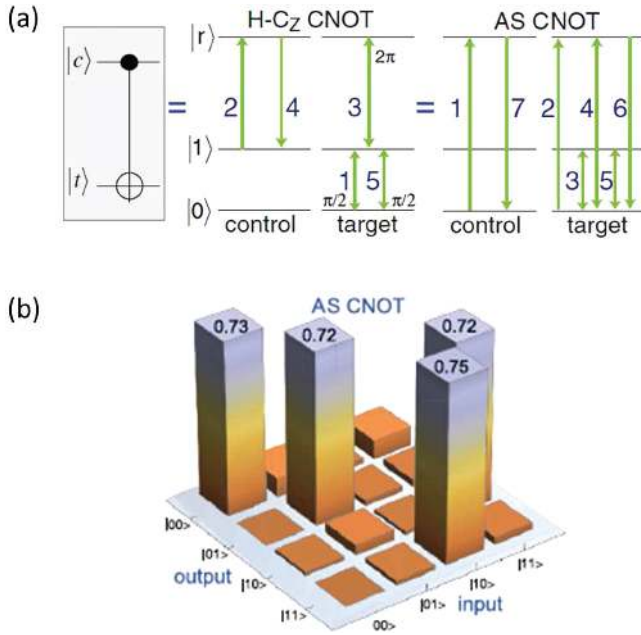 (a)
H-Cz CNOT
AS CNOT
|c⟩
|t⟩
=
|r⟩
|1⟩
|0⟩
2
4
3
2π
1
5
π/2
π/2
control
target
=
1
7
2
4
6
3
5
control
target
(b)
AS CNOT
0.73
0.72
0.72
0.75
|00>
|01>
|10>
|11>
output
00>
|01>
|10>
|11>
input